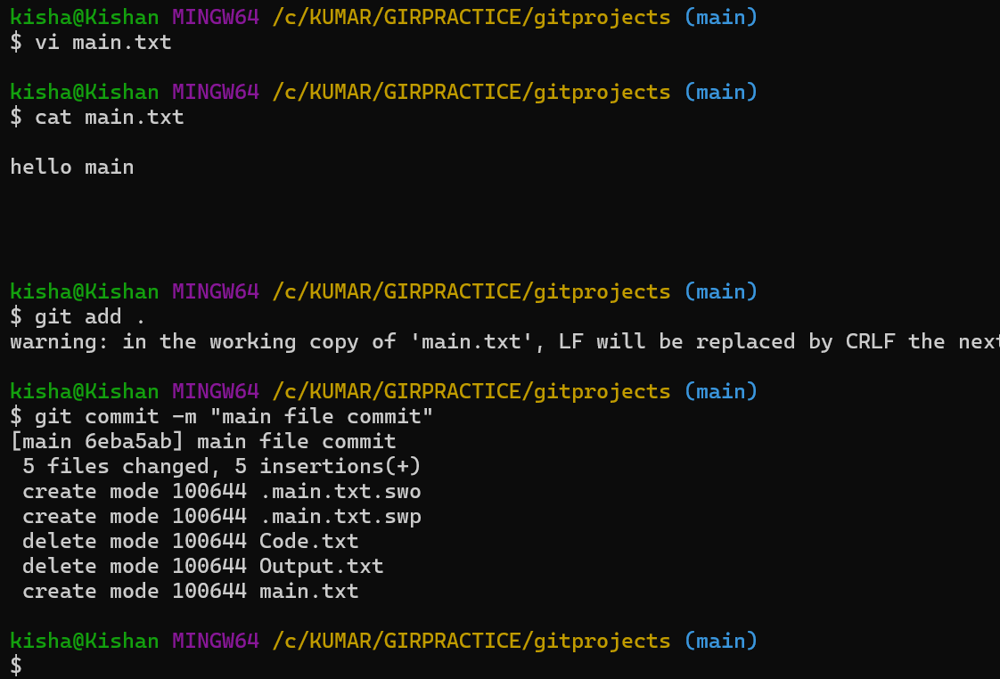 kisha@Kishan MINGW64 /c/KUMAR/GIRPRACTICE/gitprojects (main)
$ vi main.txt
kisha@Kishan MINGW64 /c/KUMAR/GIRPRACTICE/gitprojects (main)
$ cat main.txt
hello main
kisha@Kishan MINGW64 /c/KUMAR/GIRPRACTICE/gitprojects (main)
$ git add .
warning: in the working copy of 'main.txt', LF will be replaced by CRLF the next
kisha@Kishan MINGW64 /c/KUMAR/GIRPRACTICE/gitprojects (main)
$ git commit -m "main file commit"
[main 6eba5ab] main file commit
 5 files changed, 5 insertions(+)
 create mode 100644 .main.txt.swo
 create mode 100644 .main.txt.swp
 delete mode 100644 Code.txt
 delete mode 100644 Output.txt
 create mode 100644 main.txt
kisha@Kishan MINGW64 /c/KUMAR/GIRPRACTICE/gitprojects (main)
$